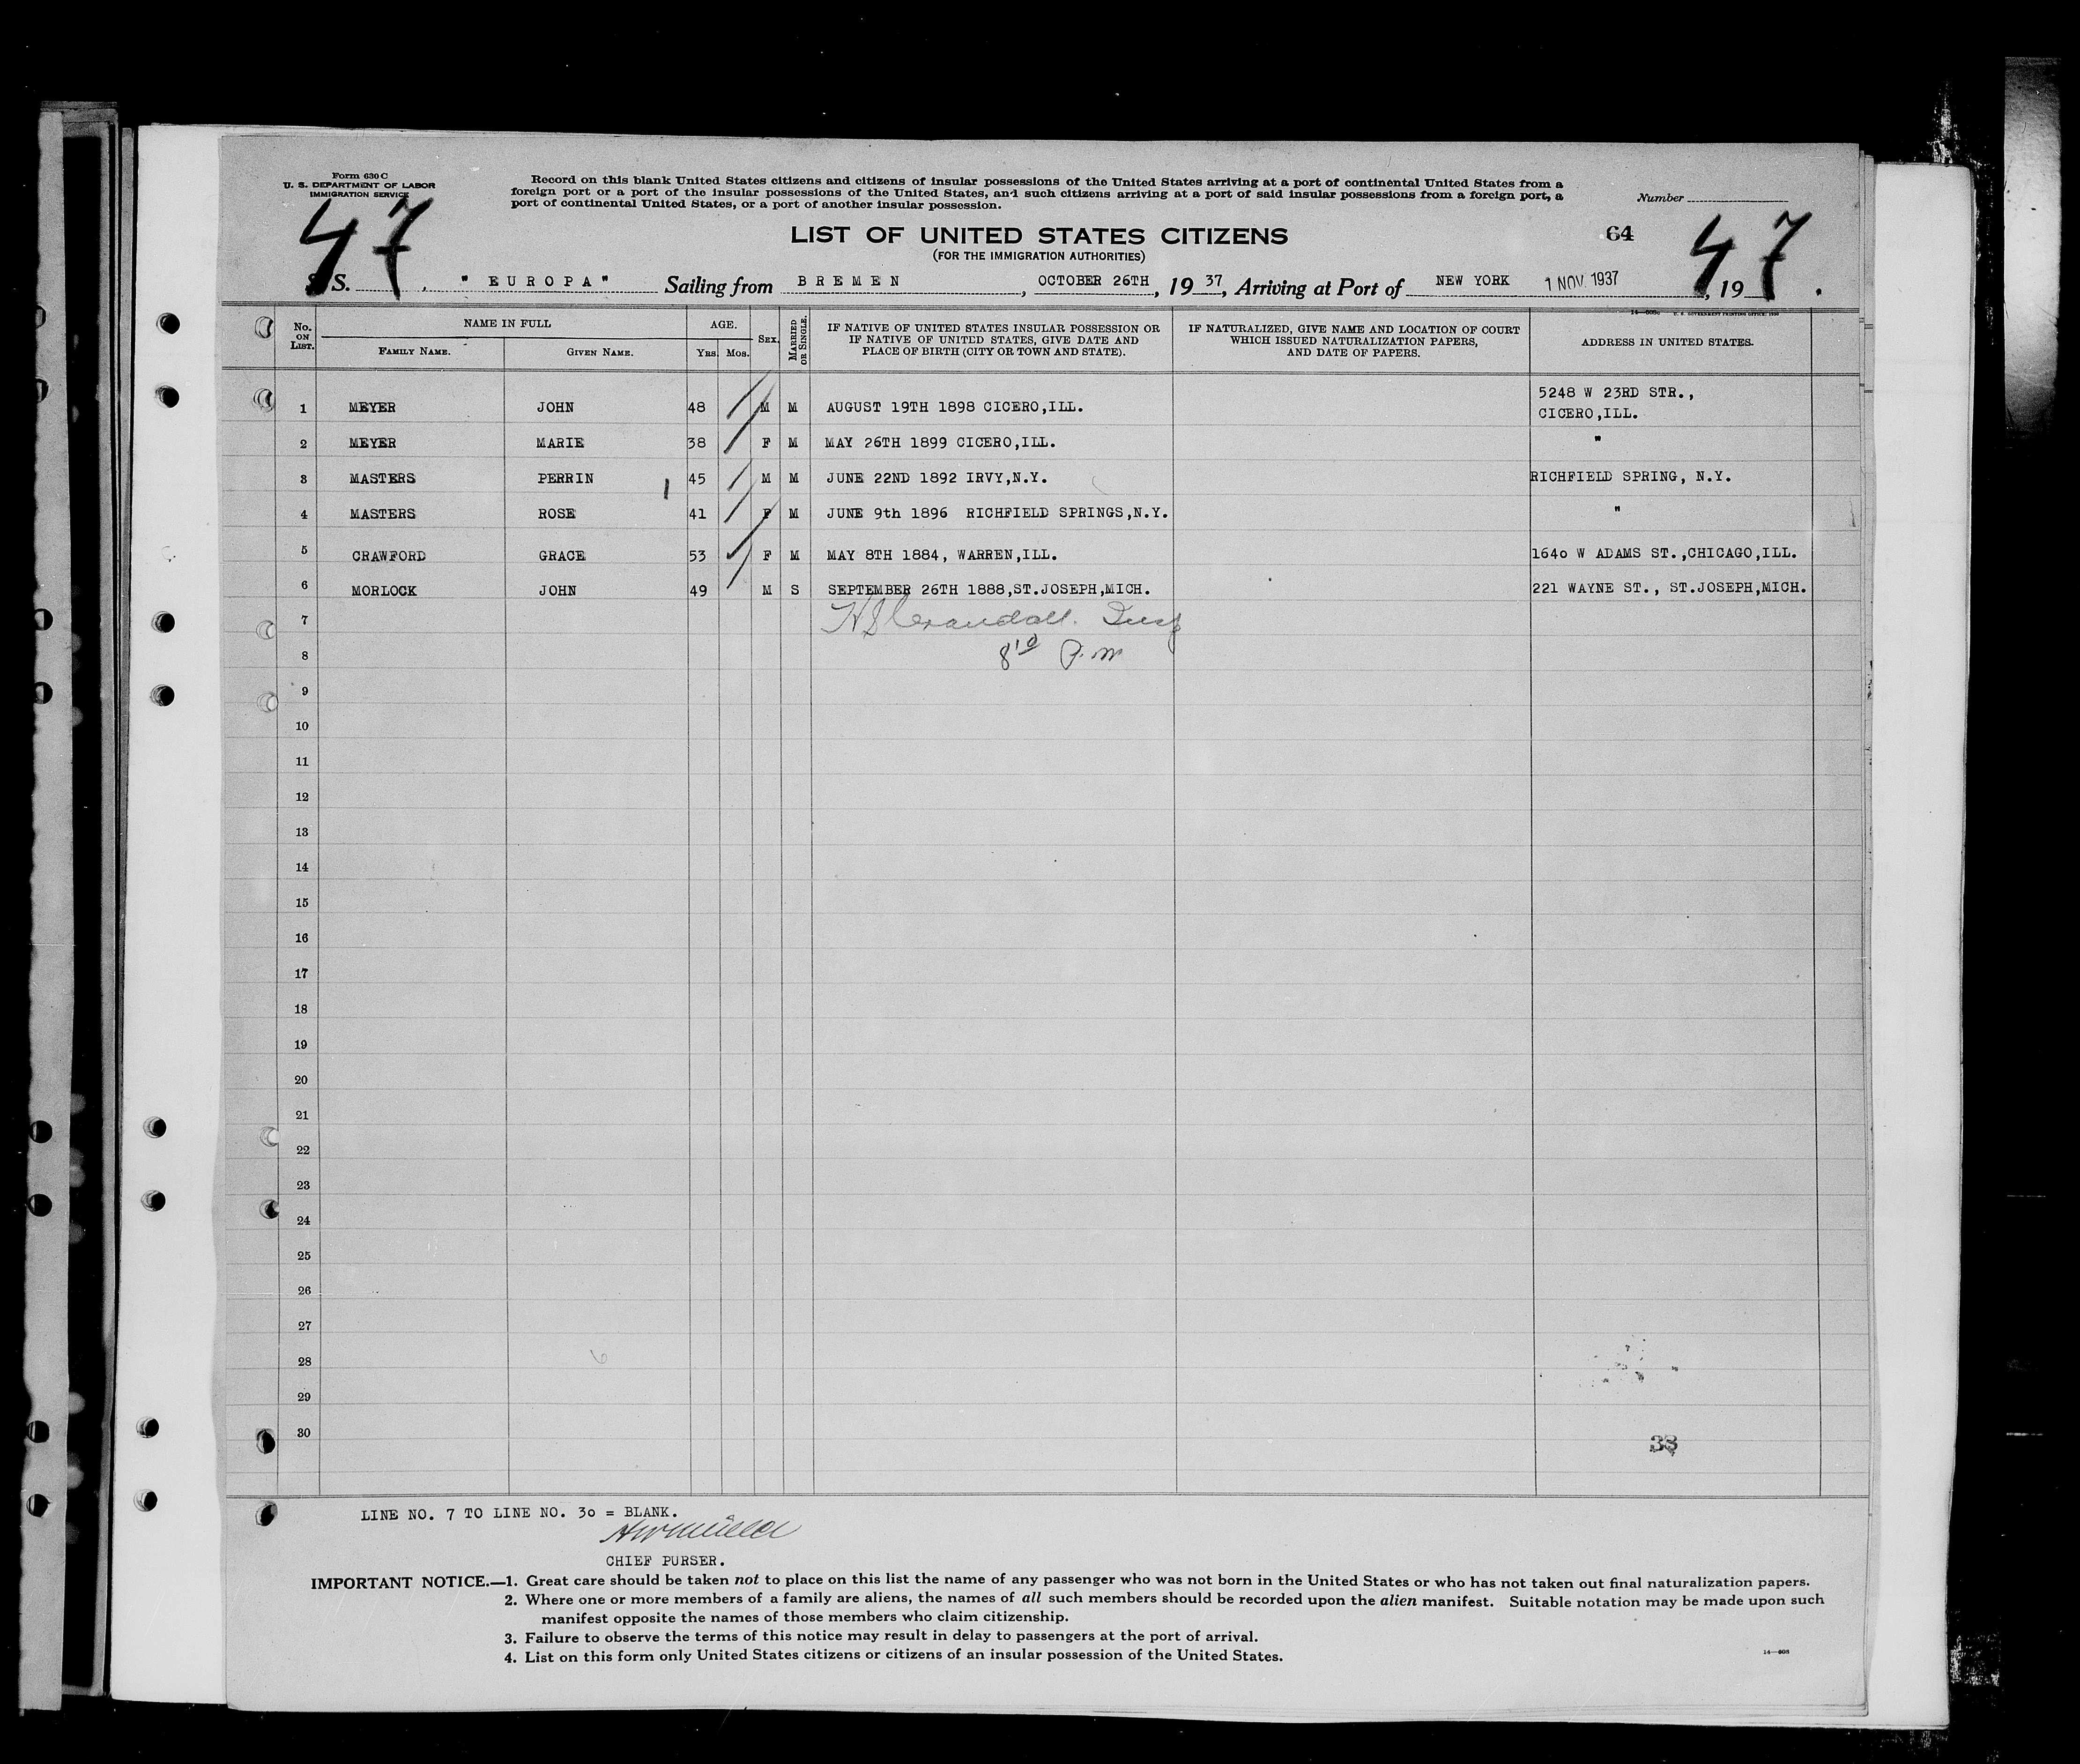 Form 630 C
U. S. DEPARTMENT OF LABOR
IMMIGRATION SERVICE
Record on this blank United States citizens and citizens of insular possessions of the United States arriving at a port of continental United States from a
foreign port or a port of the insular possessions of the United States, and such citizens arriving at a port of said insular possessions from a foreign port, a
port of continental United States, or a port of another insular possession.
Number
47
LIST OF UNITED STATES CITIZENS
64
47
(FOR THE IMMIGRATION AUTHORITIES)
S. S. "EUROPA" Sailing from BREMEN, OCTOBER 26TH, 1937, Arriving at Port of NEW YORK 1 NOV. 1937, 19
No. ON LIST.
NAME IN FULL
FAMILY NAME. GIVEN NAME.
AGE.
Yrs. Mos.
SEX.
MARRIED OR SINGLE.
IF NATIVE OF UNITED STATES INSULAR POSSESSION OR
IF NATIVE OF UNITED STATES, GIVE DATE AND
PLACE OF BIRTH (CITY OR TOWN AND STATE).
IF NATURALIZED, GIVE NAME AND LOCATION OF COURT
WHICH ISSUED NATURALIZATION PAPERS,
AND DATE OF PAPERS.
ADDRESS IN UNITED STATES.
5248 W 23RD STR.,
1 MEYER JOHN 48 M M AUGUST 19TH 1898 CICERO,ILL. CICERO,ILL.
2 MEYER MARIE 38 F M MAY 26TH 1899 CICERO,ILL. "
3 MASTERS PERRIN 45 M M JUNE 22ND 1892 IRVY,N.Y. RICHFIELD SPRING, N.Y.
4 MASTERS ROSE 41 F M JUNE 9th 1896 RICHFIELD SPRINGS,N.Y. "
5 CRAWFORD GRACE 53 F M MAY 8TH 1884, WARREN,ILL. 1640 W ADAMS ST.,CHICAGO,ILL.
6 MORLOCK JOHN 49 M S SEPTEMBER 26TH 1888,ST.JOSEPH,MICH. 221 WAYNE ST., ST.JOSEPH,MICH.
7 Crandall.
8 8 10 P.M
9
10
11
12
13
14
15
16
17
18
19
20
21
22
23
24
25
26
27
28 6
29
30
38
LINE NO. 7 TO LINE NO. 30 = BLANK.
CHIEF PURSER.
IMPORTANT NOTICE.—1. Great care should be taken not to place on this list the name of any passenger who was not born in the United States or who has not taken out final naturalization papers.
2. Where one or more members of a family are aliens, the names of all such members should be recorded upon the alien manifest. Suitable notation may be made upon such
manifest opposite the names of those members who claim citizenship.
3. Failure to observe the terms of this notice may result in delay to passengers at the port of arrival.
4. List on this form only United States citizens or citizens of an insular possession of the United States.